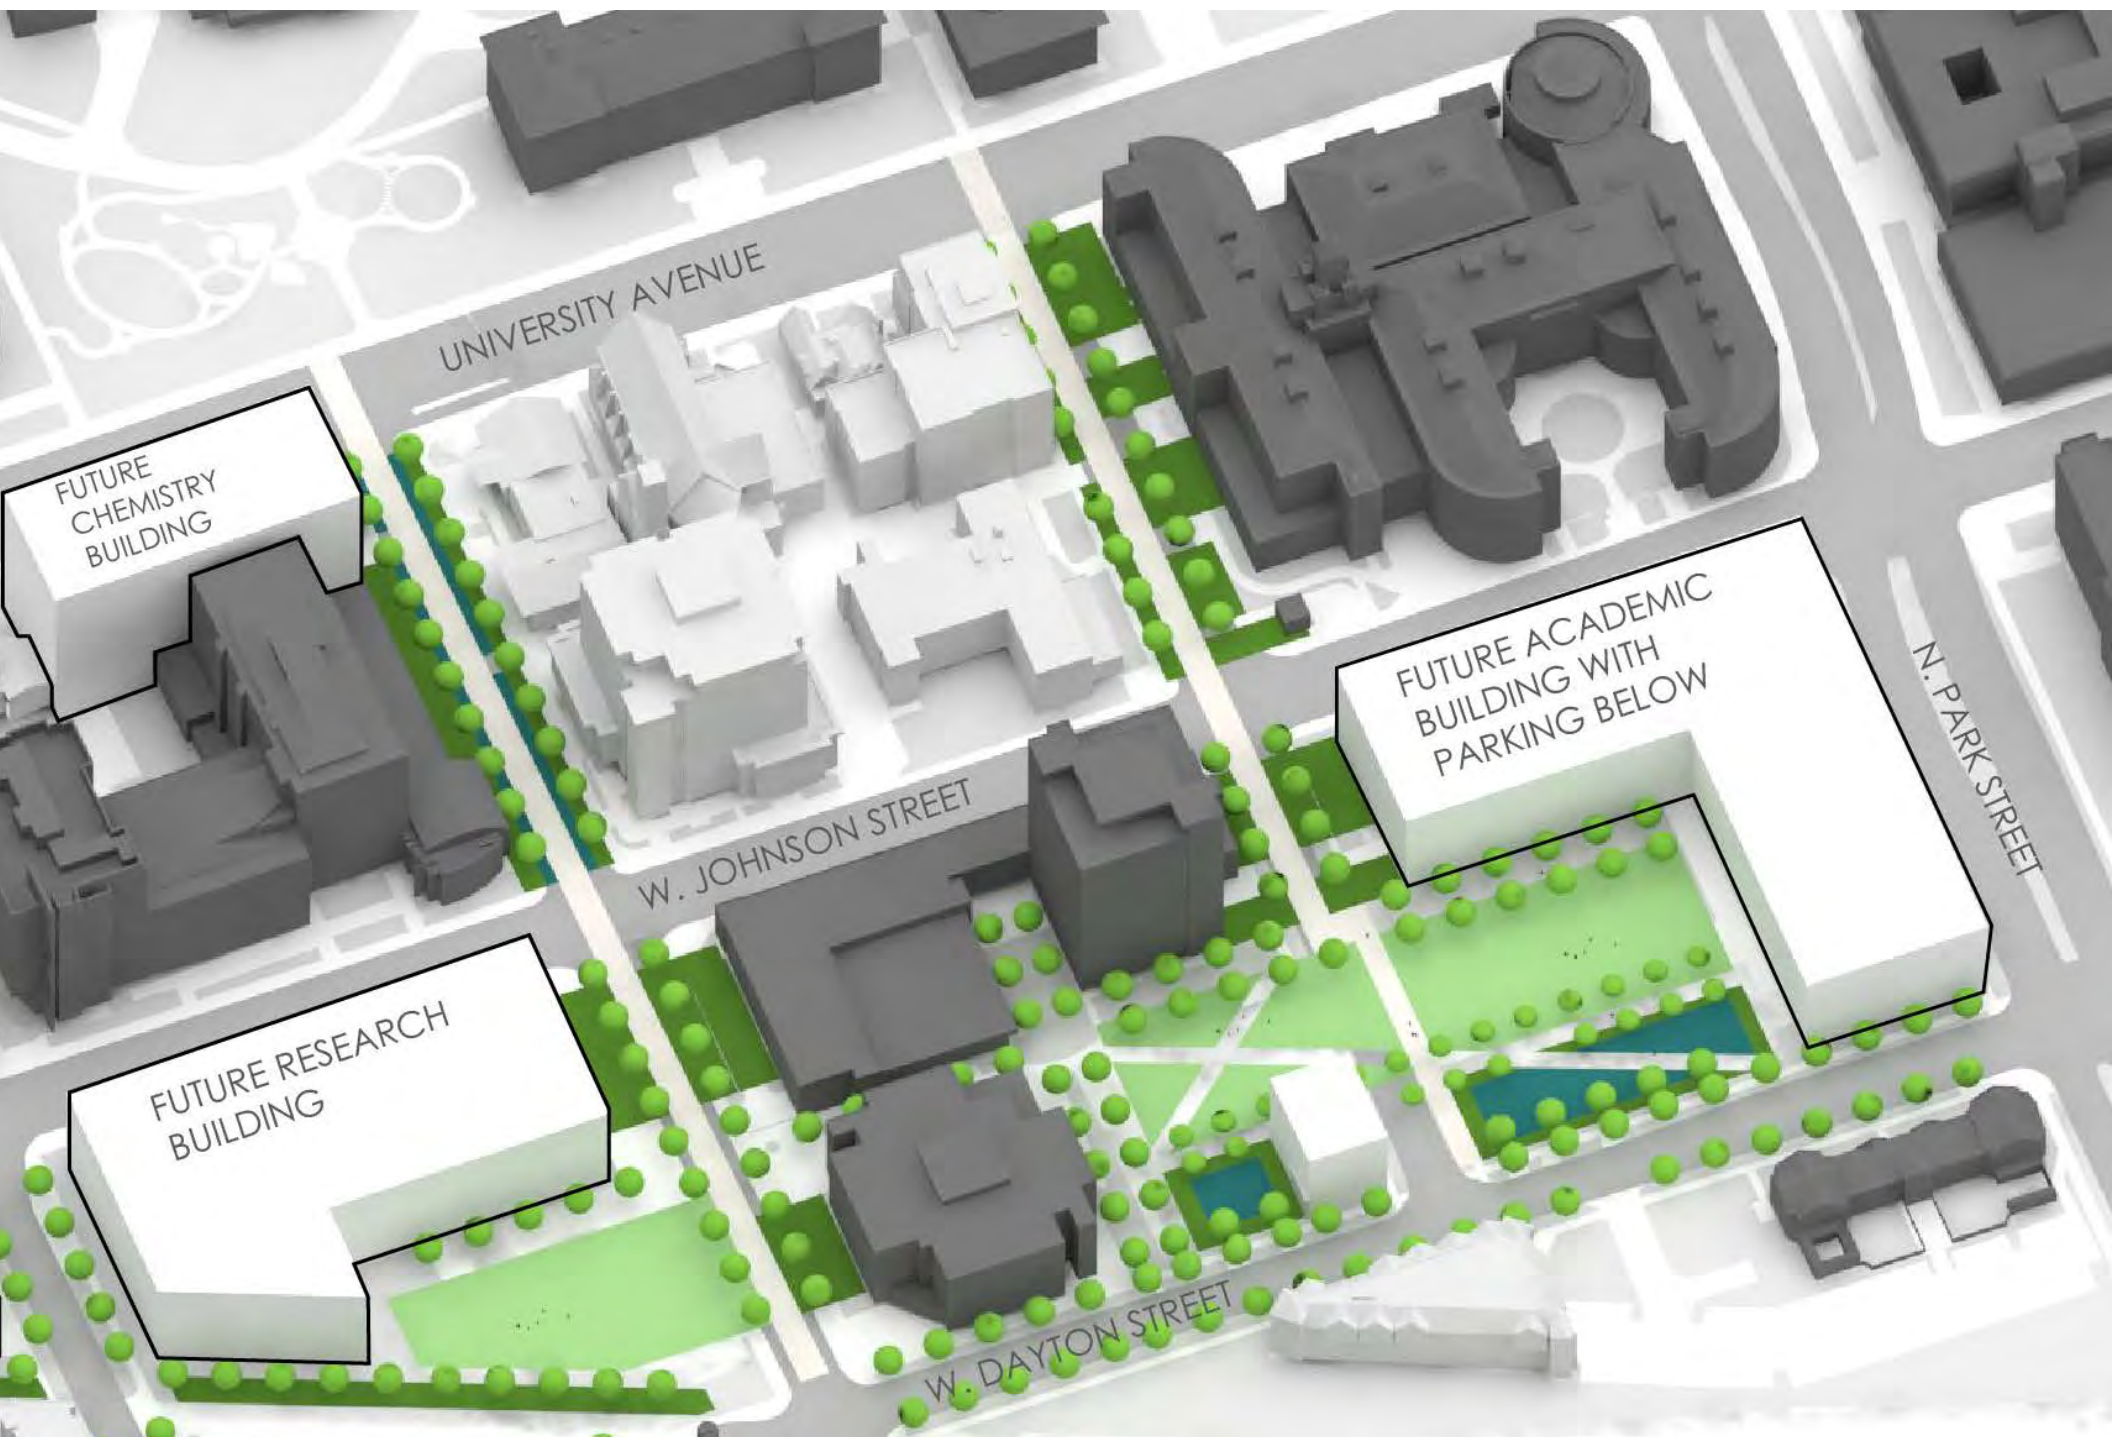 UNIVERSITY AVENUE
FUTURE
CHEMISTRY
BUILDING
FUTURE ACADEMIC
BUILDING WITH
PARKING BELOW
N. PARK STREET
W. JOHNSON STREET
FUTURE RESEARCH
BUILDING
W. DAYTON STREET